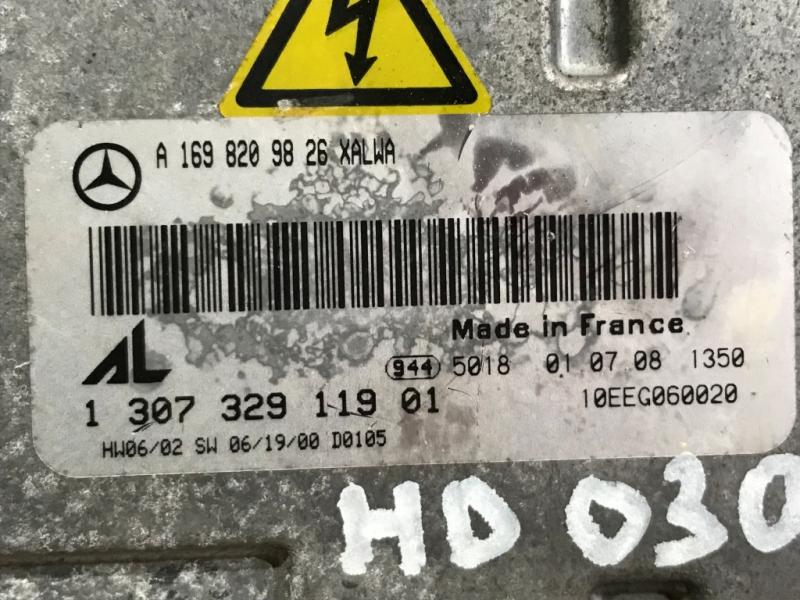 A 169 820 98 26 XALWA
Made in France
AL
944 5018 01 07 08 1350
1 307 329 119 01
10EEG060020
HW06/02 SW 06/19/00 D0105
HD 030